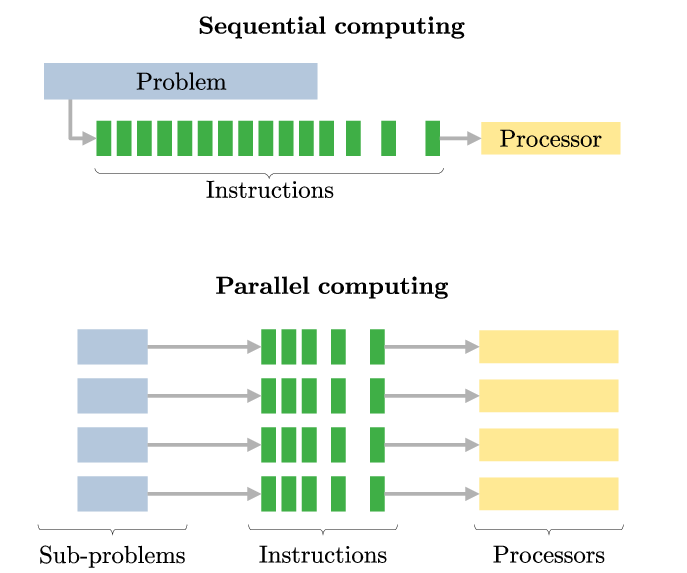 Sequential computing
Problem
Processor
Instructions
Parallel computing
Sub-problems
Instructions
Processors